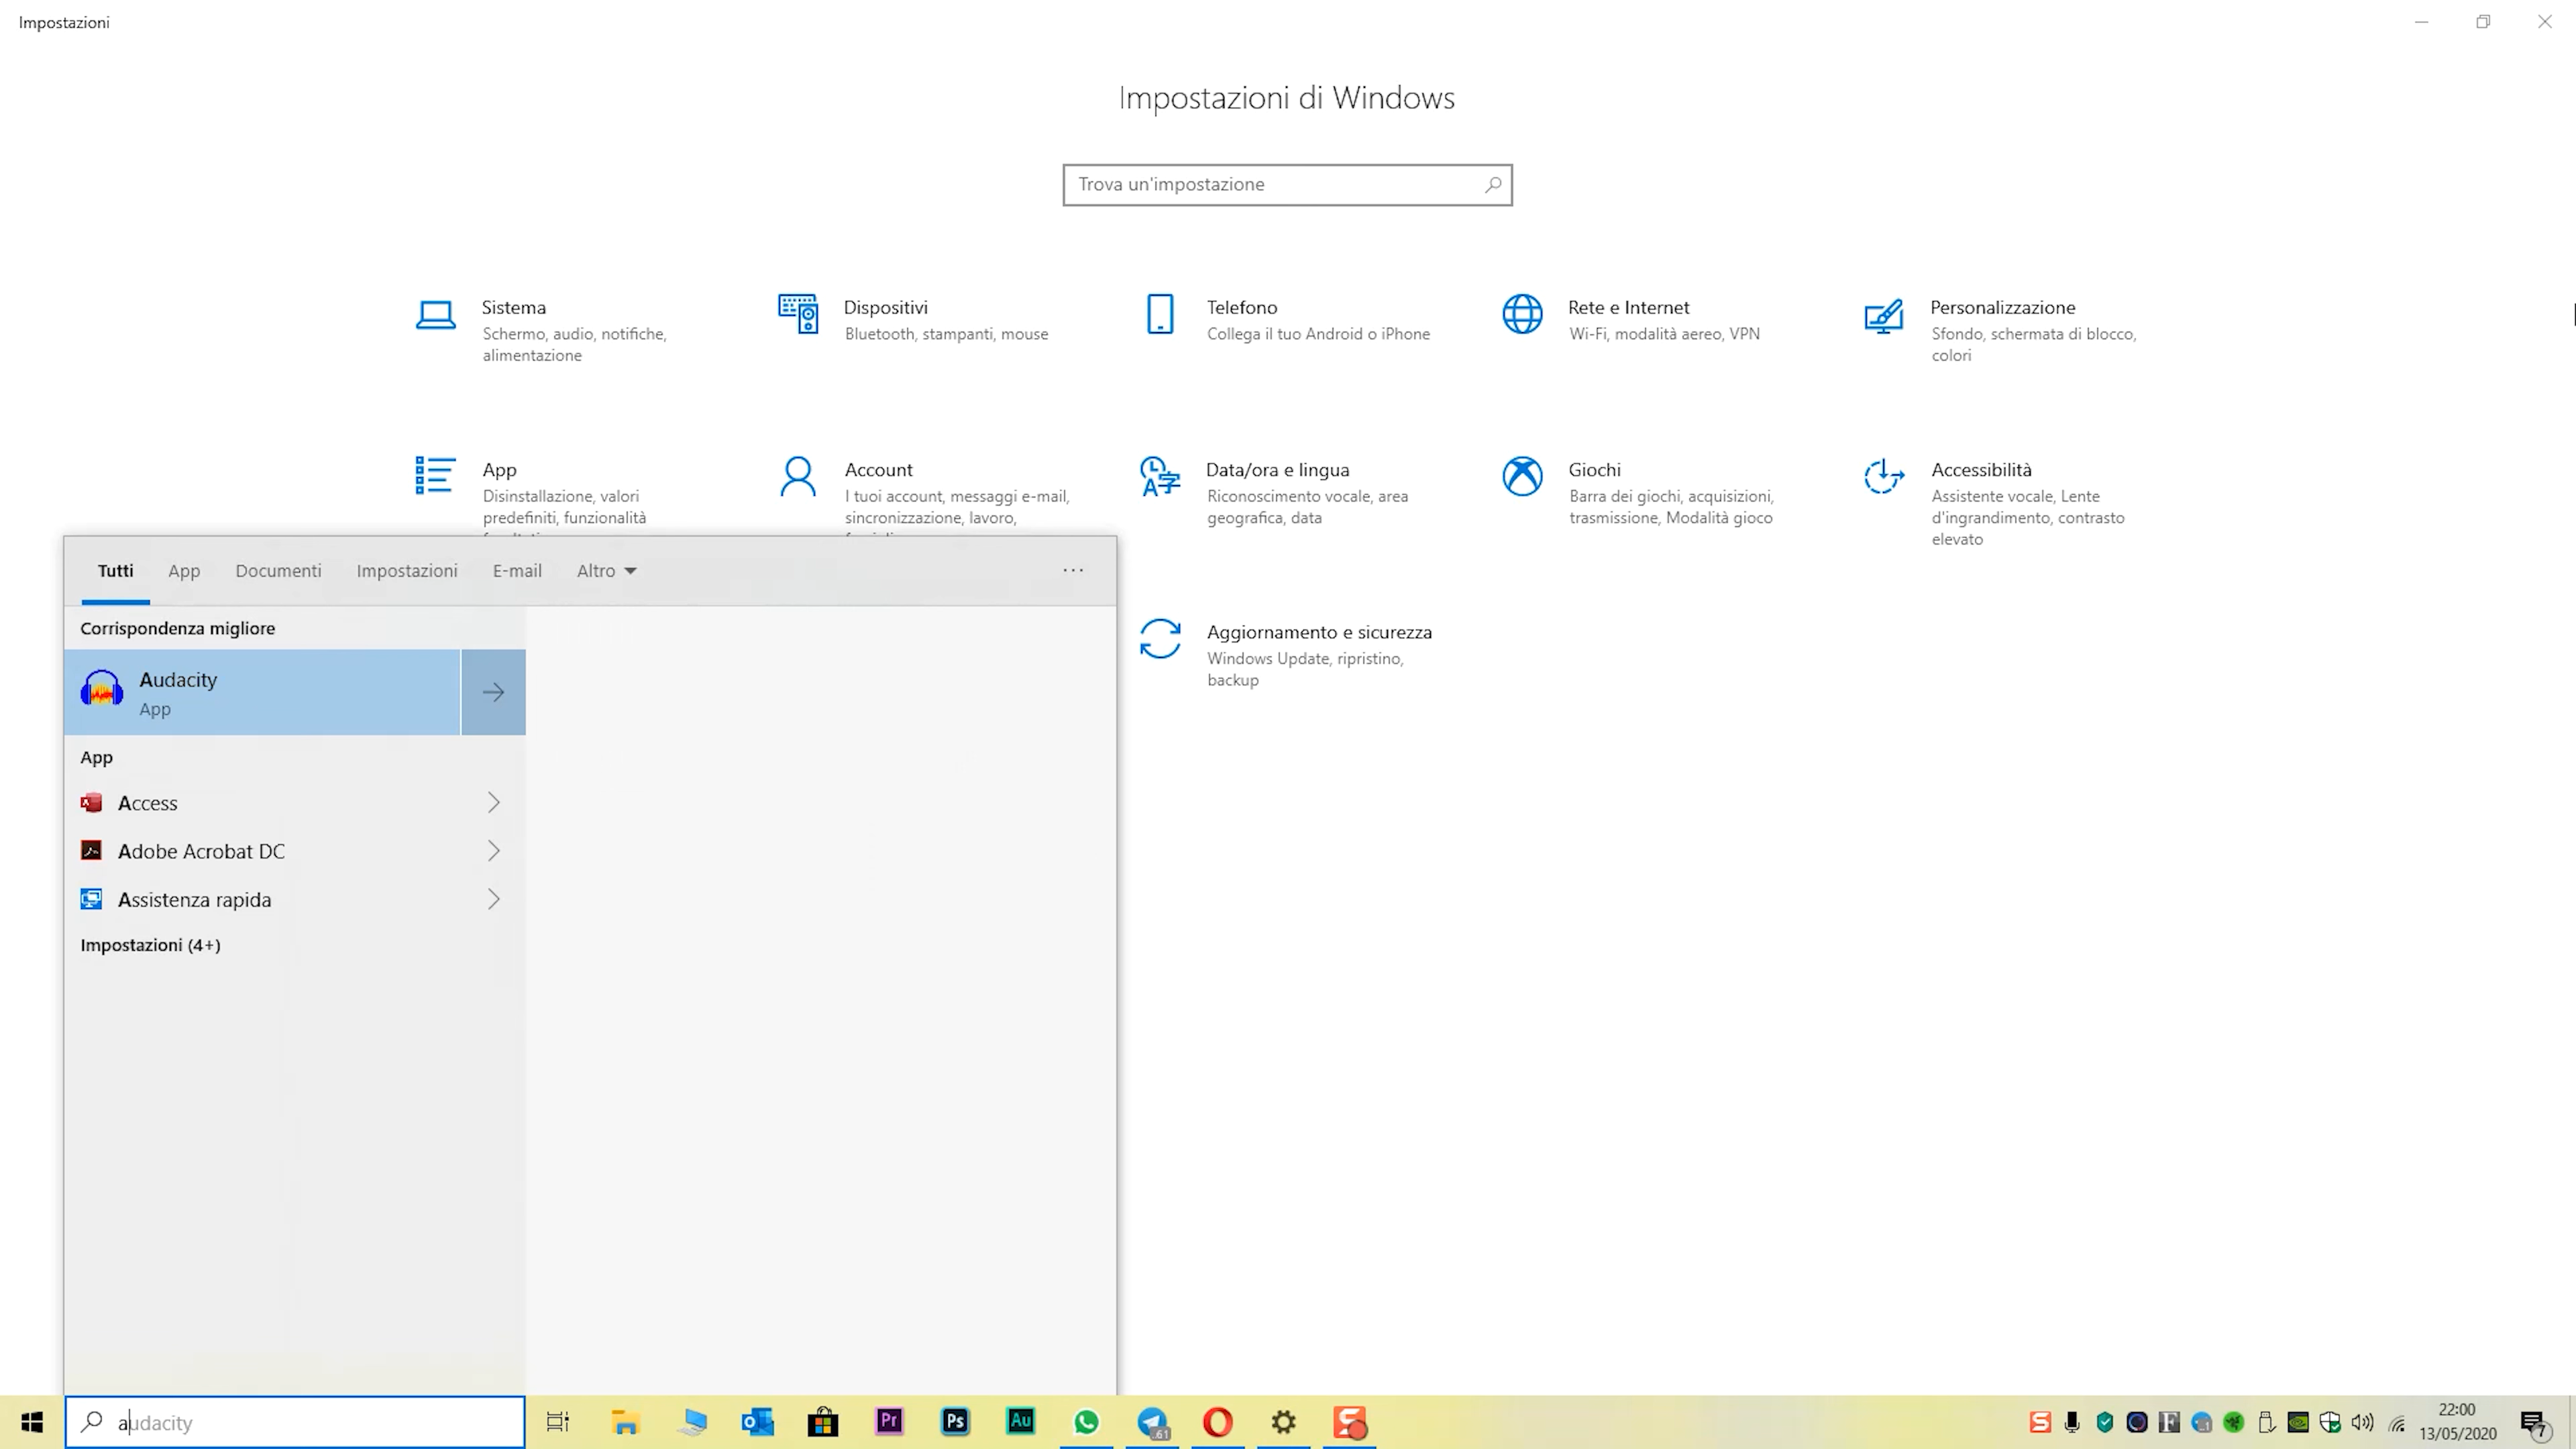 Impostazioni
Impostazioni di Windows
Trova un'impostazione
Sistema
Schermo, audio, notifiche,
alimentazione
Dispositivi
Bluetooth, stampanti, mouse
Telefono
Collega il tuo Android o iPhone
Rete e Internet
Wi-Fi, modalità aereo, VPN
Personalizzazione
Sfondo, schermata di blocco,
colori
App
Disinstallazione, valori
predefiniti, funzionalità
Account
I tuoi account, messaggi e-mail,
sincronizzazione, lavoro,
Data/ora e lingua
Riconoscimento vocale, area
geografica, data
Giochi
Barra dei giochi, acquisizioni,
trasmissione, Modalità gioco
Accessibilità
Assistente vocale, Lente
d'ingrandimento, contrasto
elevato
Aggiornamento e sicurezza
Windows Update, ripristino,
backup
Tutti App Documenti Impostazioni E-mail Altro
Corrispondenza migliore
Audacity
App
App
Access
Adobe Acrobat DC
Assistenza rapida
Impostazioni (4+)
audacity
Pr Ps Au 61
22:00
13/05/2020
7